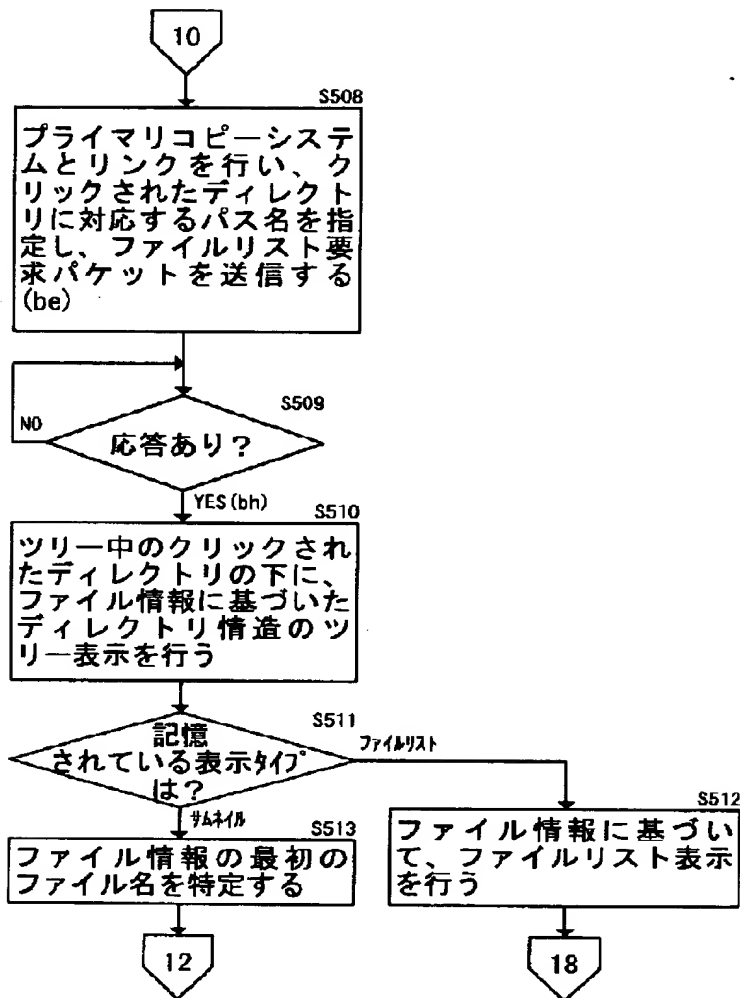 10
S508
プライマリコピーシステ
ムとリンクを行い、ク
リックされたディレクト
リに対応するパス名を指
定し、ファイルリスト要
求パケットを送信する
(be)
S509
NO
応答あり？
YES(bh)
S510
ツリー中のクリックされ
たディレクトリの下に、
ファイル情報に基づいた
ディレクトリ情造のツ
リー表示を行う
S511
記憶
されている表示ﾀｲﾌﾟ
は？
ﾌｧｲﾙﾘｽﾄ
ｻﾑﾈｲﾙ
S512
ファイル情報に基づい
て、ファイルリスト表示
を行う
S513
ファイル情報の最初の
ファイル名を特定する
12
18